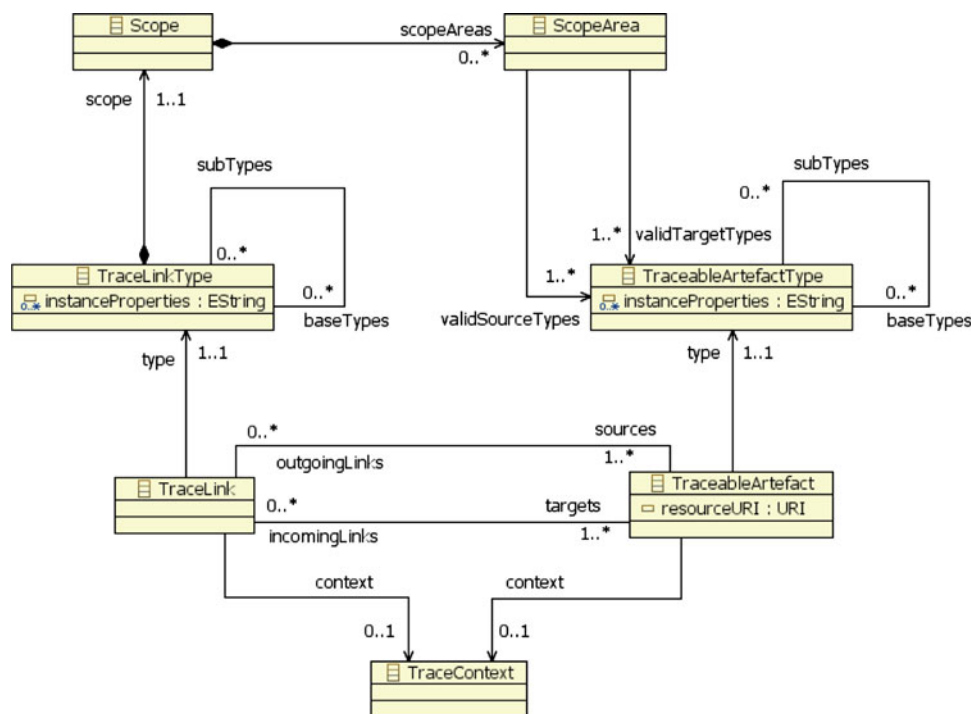 Scope
scopeAreas
ScopeArea
0..*
scope
1..1
subTypes
subTypes
0..*
0..*
1..*
validTargetTypes
TraceLinkType
TraceableArtefactType
instanceProperties : EString
0..*
1..*
instanceProperties : EString
0..*
baseTypes
validSourceTypes
baseTypes
type
1..1
type
1..1
0..*
sources
outgoingLinks
1..*
TraceLink
TraceableArtefact
0..*
targets
resourceURI : URI
incomingLinks
1..*
context
context
0..1
0..1
TraceContext